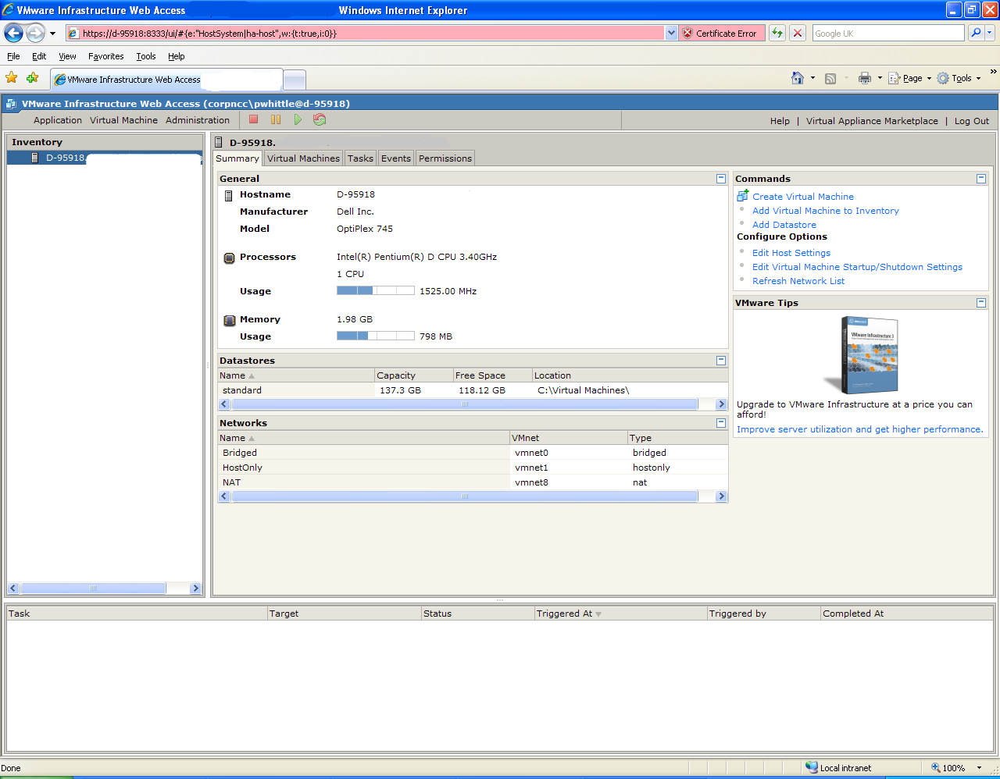 VMware Infrastructure Web Access Windows Internet Explorer
https://d-95918:8333/ui/#{e:"HostSystem|ha-host",w:{t:true,i:0}} Certificate Error Google UK
File Edit View Favorites Tools Help
VMware Infrastructure Web Access Page Tools
VMware Infrastructure Web Access (corpncc\pwhittle@d-95918)
Application Virtual Machine Administration Help | Virtual Appliance Marketplace | Log Out
Inventory
D-95918.
D-95918.
Summary Virtual Machines Tasks Events Permissions
General
Hostname D-95918
Manufacturer Dell Inc.
Model OptiPlex 745
Processors Intel(R) Pentium(R) D CPU 3.40GHz
1 CPU
Usage 1525.00 MHz
Memory 1.98 GB
Usage 798 MB
Datastores
Name Capacity Free Space Location
standard 137.3 GB 118.12 GB C:\Virtual Machines\
Networks
Name VMnet Type
Bridged vmnet0 bridged
HostOnly vmnet1 hostonly
NAT vmnet8 nat
Commands
Create Virtual Machine
Add Virtual Machine to Inventory
Add Datastore
Configure Options
Edit Host Settings
Edit Virtual Machine Startup/Shutdown Settings
Refresh Network List
VMware Tips
VMware Infrastructure 3
Upgrade to VMware Infrastructure at a price you can
afford!
Improve server utilization and get higher performance.
Task Target Status Triggered At Triggered by Completed At
Done Local intranet 100%